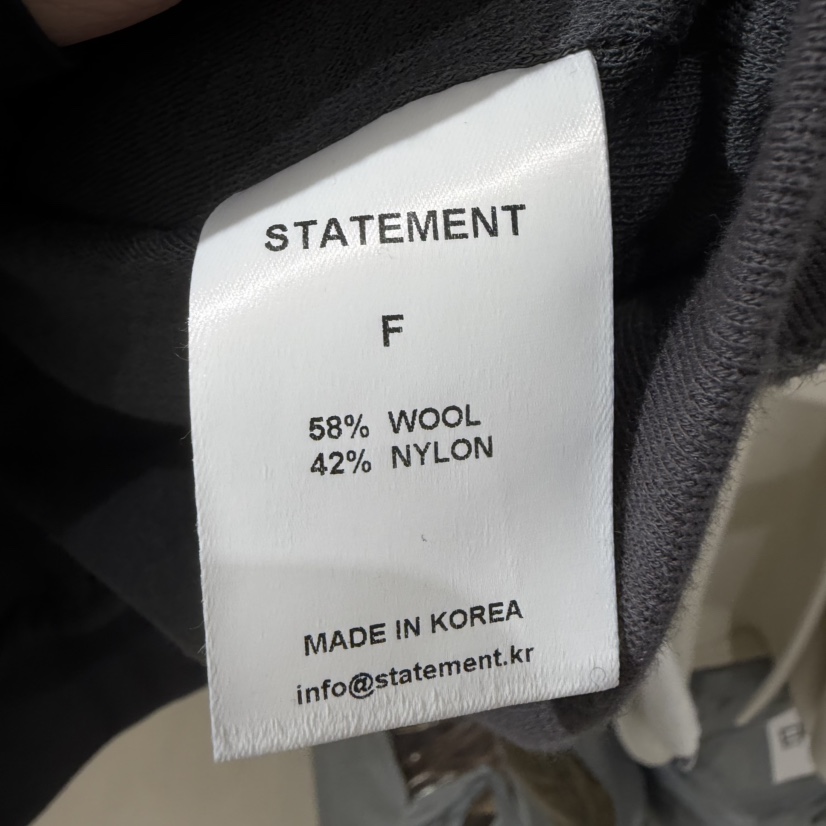 STATEMENT
F
58% WOOL
42% NYLON
MADE IN KOREA
info@statement.kr